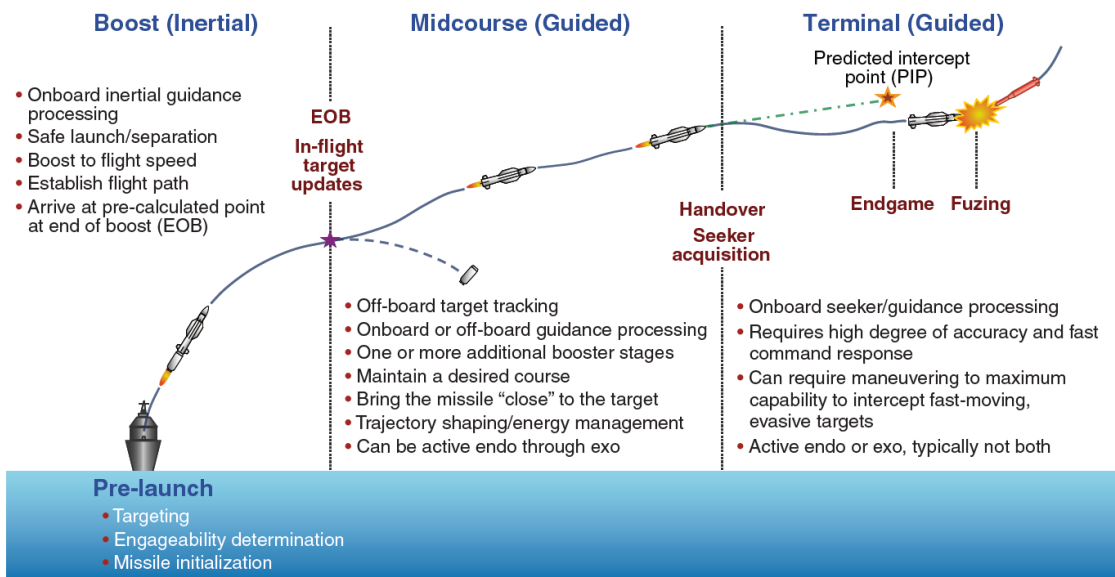 Boost (Inertial)
• Onboard inertial guidance
processing
• Safe launch/separation
• Boost to flight speed
• Establish flight path
• Arrive at pre-calculated point
at end of boost (EOB)
EOB
In-flight
target
updates
Midcourse (Guided)
• Off-board target tracking
• Onboard or off-board guidance processing
• One or more additional booster stages
• Maintain a desired course
• Bring the missile “close” to the target
• Trajectory shaping/energy management
• Can be active endo through exo
Handover
Seeker
acquisition
Terminal (Guided)
Predicted intercept
point (PIP)
Endgame
Fuzing
• Onboard seeker/guidance processing
• Requires high degree of accuracy and fast
command response
• Can require maneuvering to maximum
capability to intercept fast-moving,
evasive targets
• Active endo or exo, typically not both
Pre-launch
• Targeting
• Engageability determination
• Missile initialization